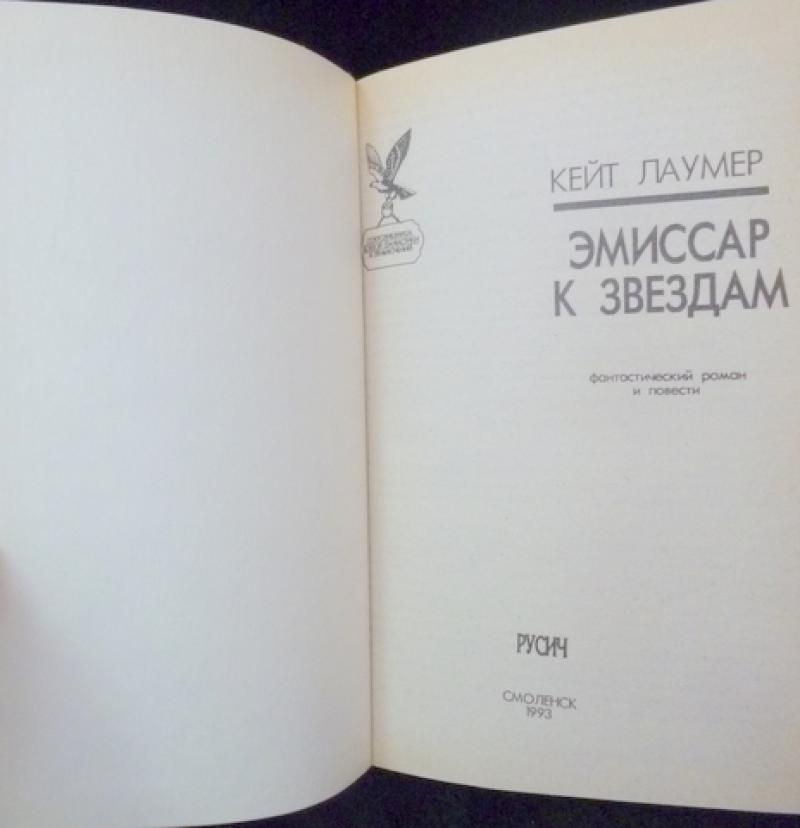 КЕЙТ ЛАУМЕР
ЭМИССАР
К ЗВЕЗДАМ
фантастический роман
и повести
РУСИЧ
СМОЛЕНСК
1993